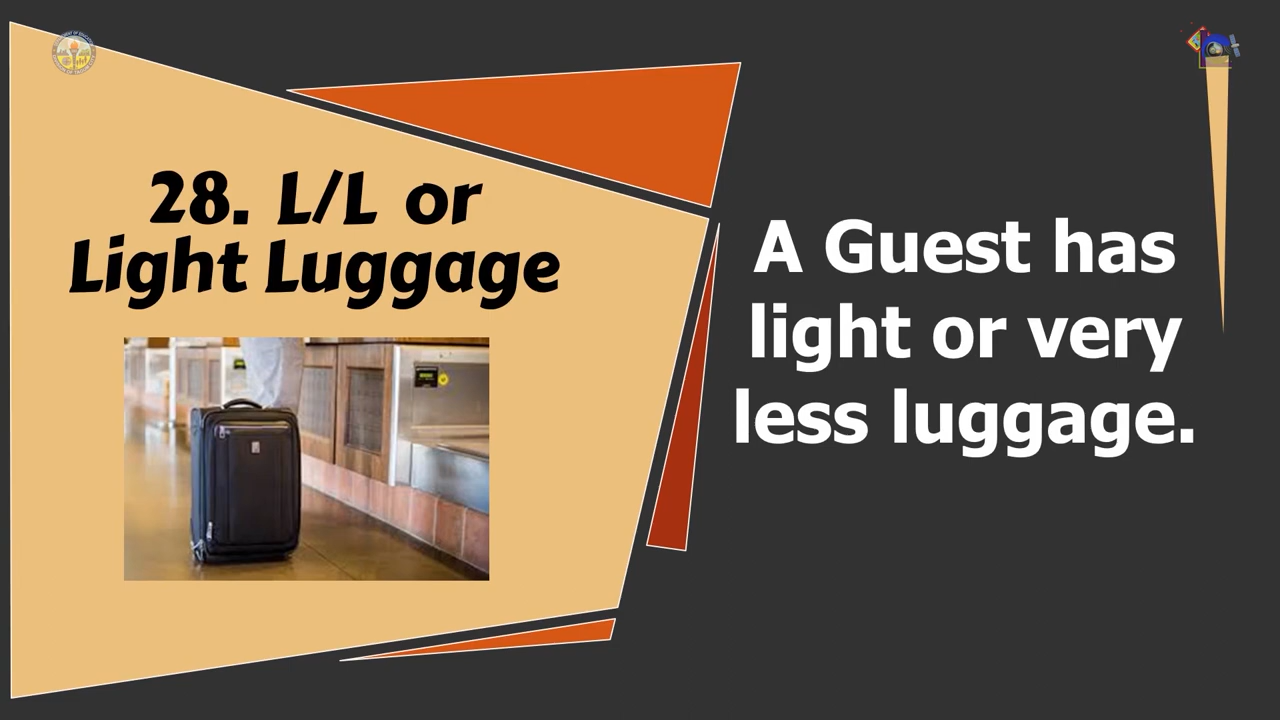 28. L/L or
Light Luggage
A Guest has
light or very
less luggage.